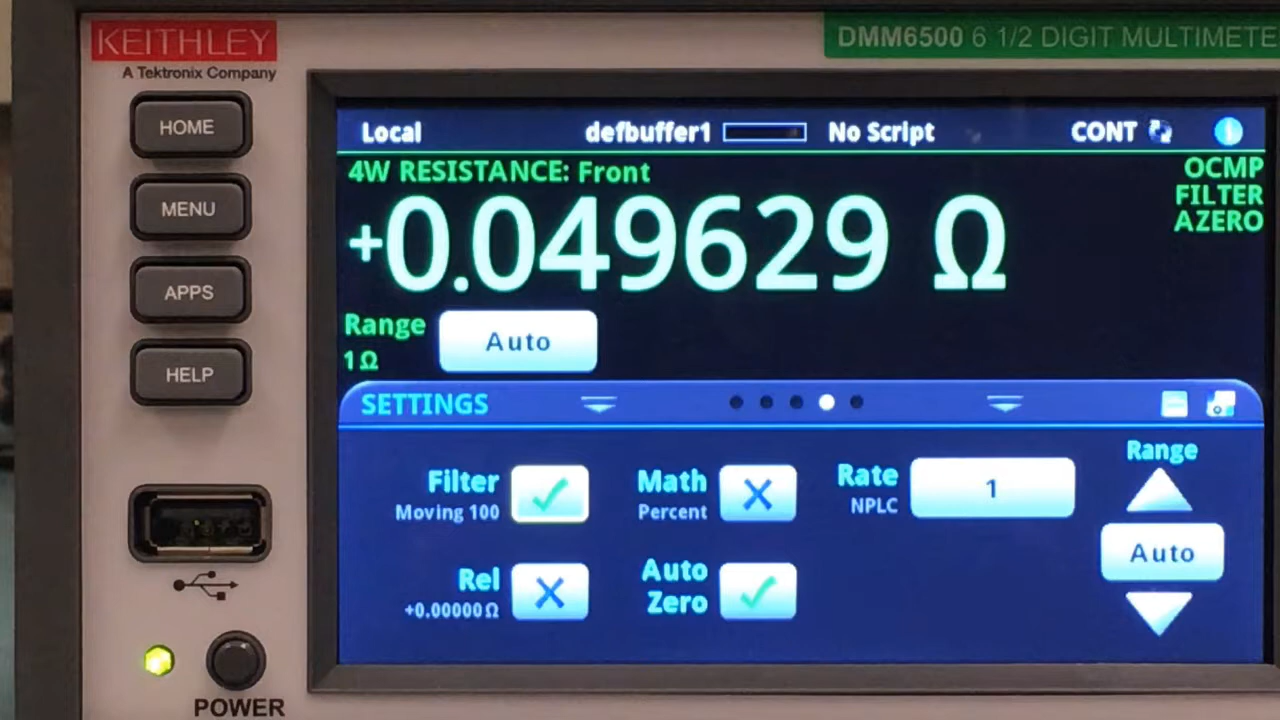 KEITHLEY
A Tektronix Company
DMM6500 6 1/2 DIGIT MULTIMETE
HOME
MENU
APPS
HELP
POWER
Local defbuffer1 No Script CONT
4W RESISTANCE: Front
OCMP
FILTER
AZERO
+0.049629 Ω
Range
1 Ω
Auto
SETTINGS
Filter
Moving 100
Math
Percent
Rate
NPLC
1
Range
Auto
Rel
+0.00000 Ω
Auto
Zero